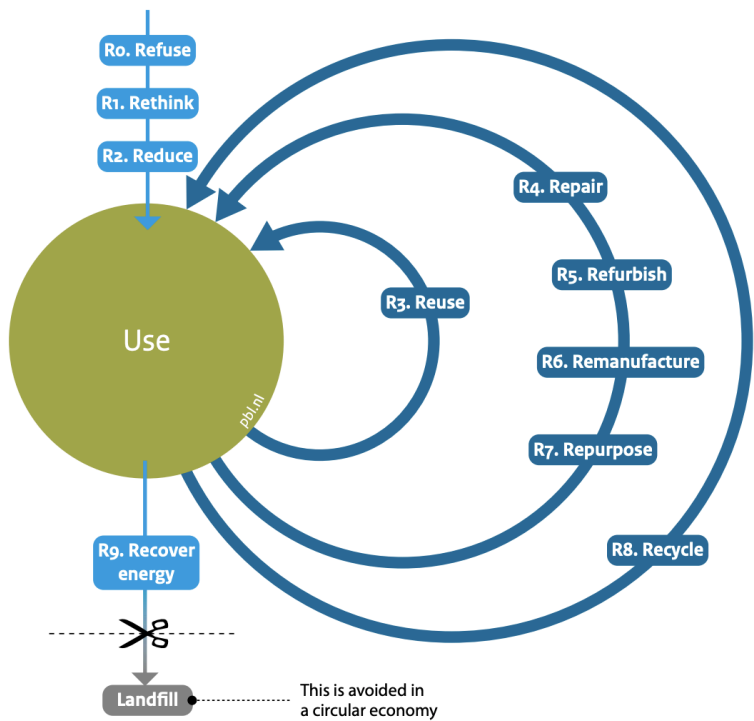 R0. Refuse
R1. Rethink
R2. Reduce
R4. Repair
R5. Refurbish
R3. Reuse
Use
R6. Remanufacture
pbl.nl
R7. Repurpose
R8. Recycle
R9. Recover
energy
Landfill
This is avoided in
a circular economy